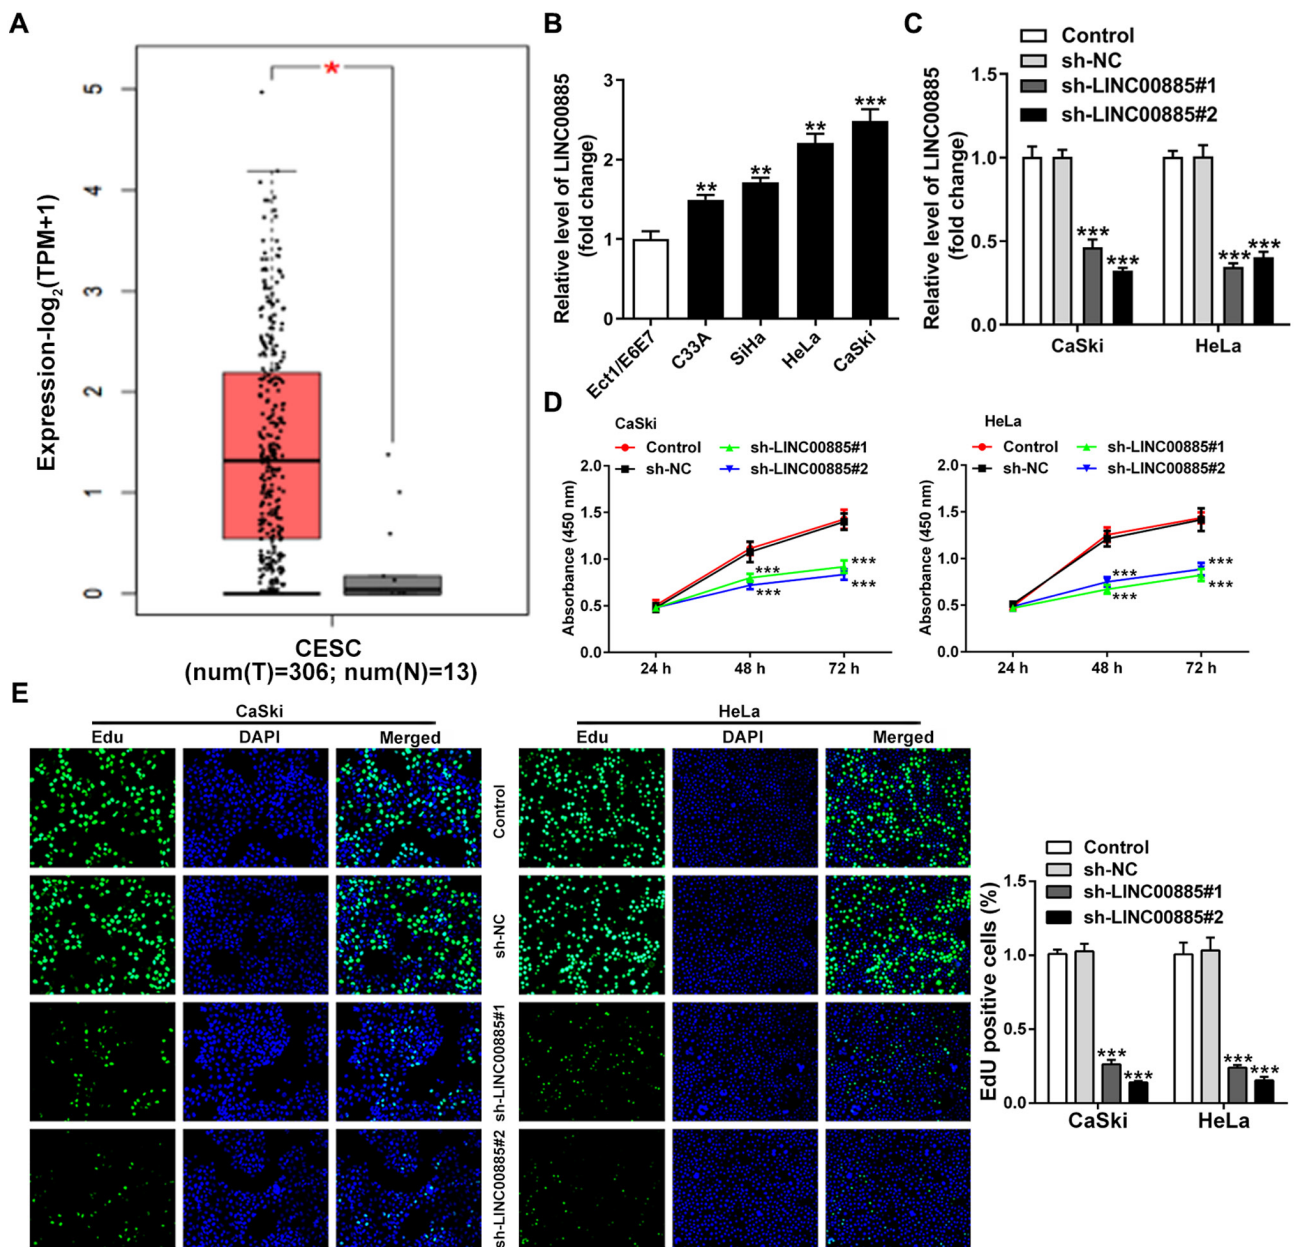 A
Expression-log2(TPM+1)
5
4
3
2
1
0
*
CESC
(num(T)=306; num(N)=13)
B
Relative level of LINC00885
(fold change)
3
2
1
0
**
**
**
***
Ect1/E6E7
C33A
SiHa
HeLa
CaSki
C
Control
sh-NC
sh-LINC00885#1
sh-LINC00885#2
Relative level of LINC00885
(fold change)
1.5
1.0
0.5
0.0
***
***
***
***
CaSki
HeLa
D
CaSki
Control
sh-LINC00885#1
sh-NC
sh-LINC00885#2
Absorbance (450 nm)
2.0
1.5
1.0
0.5
0.0
***
***
***
***
24 h
48 h
72 h
HeLa
Control
sh-LINC00885#1
sh-NC
sh-LINC00885#2
Absorbance (450 nm)
2.0
1.5
1.0
0.5
0.0
***
***
***
***
24 h
48 h
72 h
E
CaSki
Edu
DAPI
Merged
HeLa
Edu
DAPI
Merged
Control
sh-NC
sh-LINC00885#1
sh-LINC00885#2
Control
sh-NC
sh-LINC00885#1
sh-LINC00885#2
EdU positive cells (%)
1.5
1.0
0.5
0.0
***
***
***
***
CaSki
HeLa